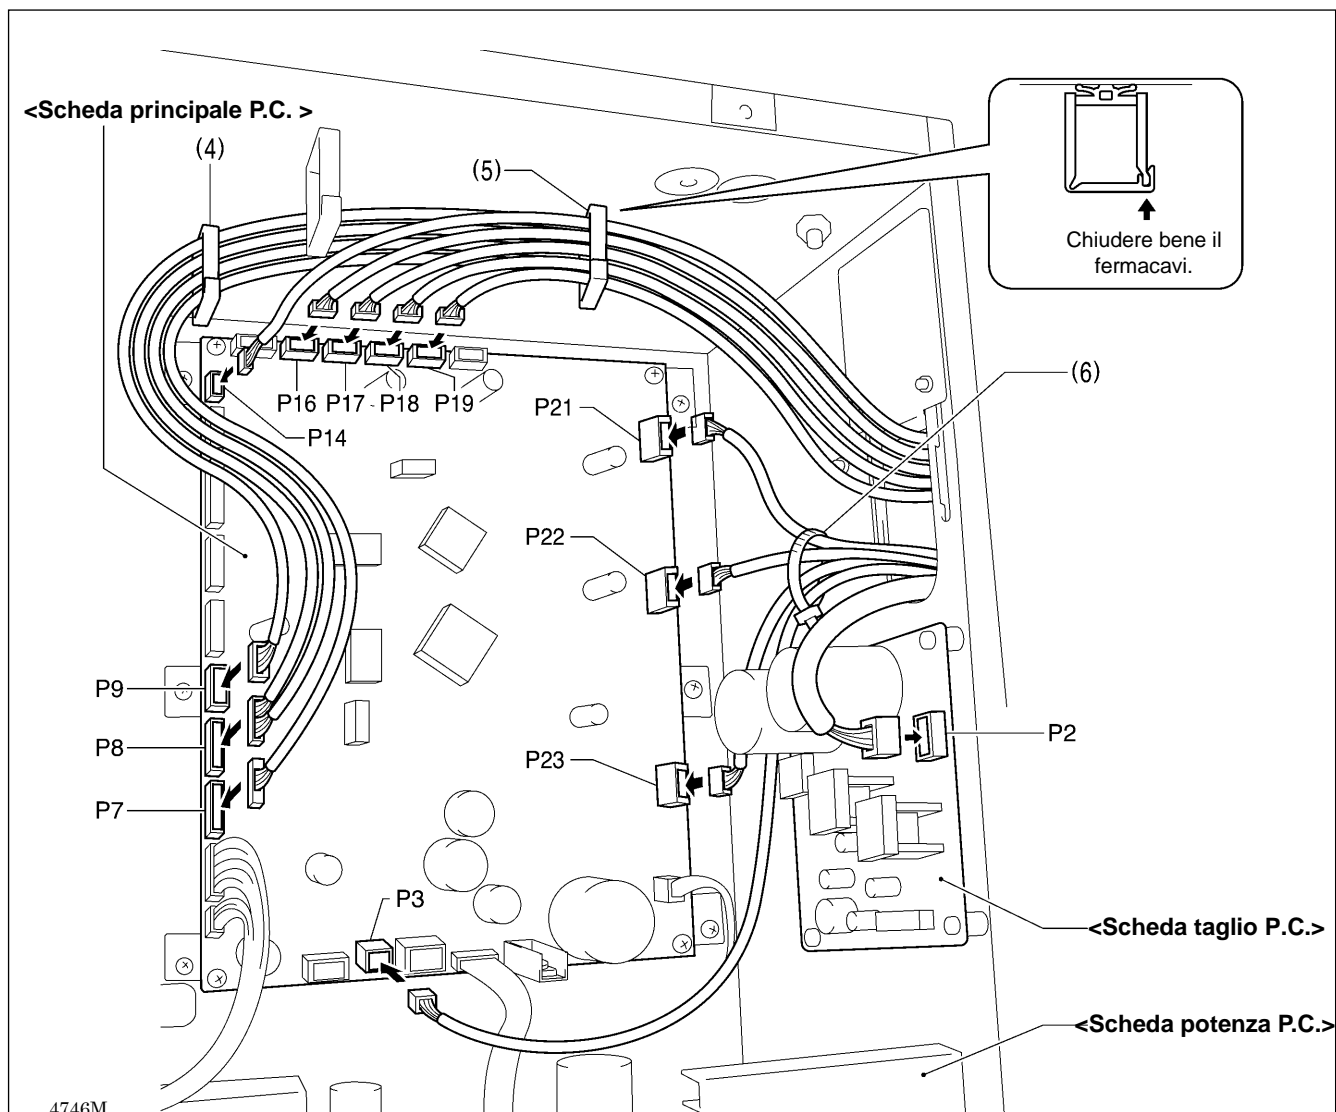 <Scheda principale P.C. >
(4)
(5)
Chiudere bene il
fermacavi.
(6)
P16 P17 P18 P19
P14
P21
P22
P9
P8
P7
P23
P2
P3
<Scheda taglio P.C.>
<Scheda potenza P.C.>
4746M